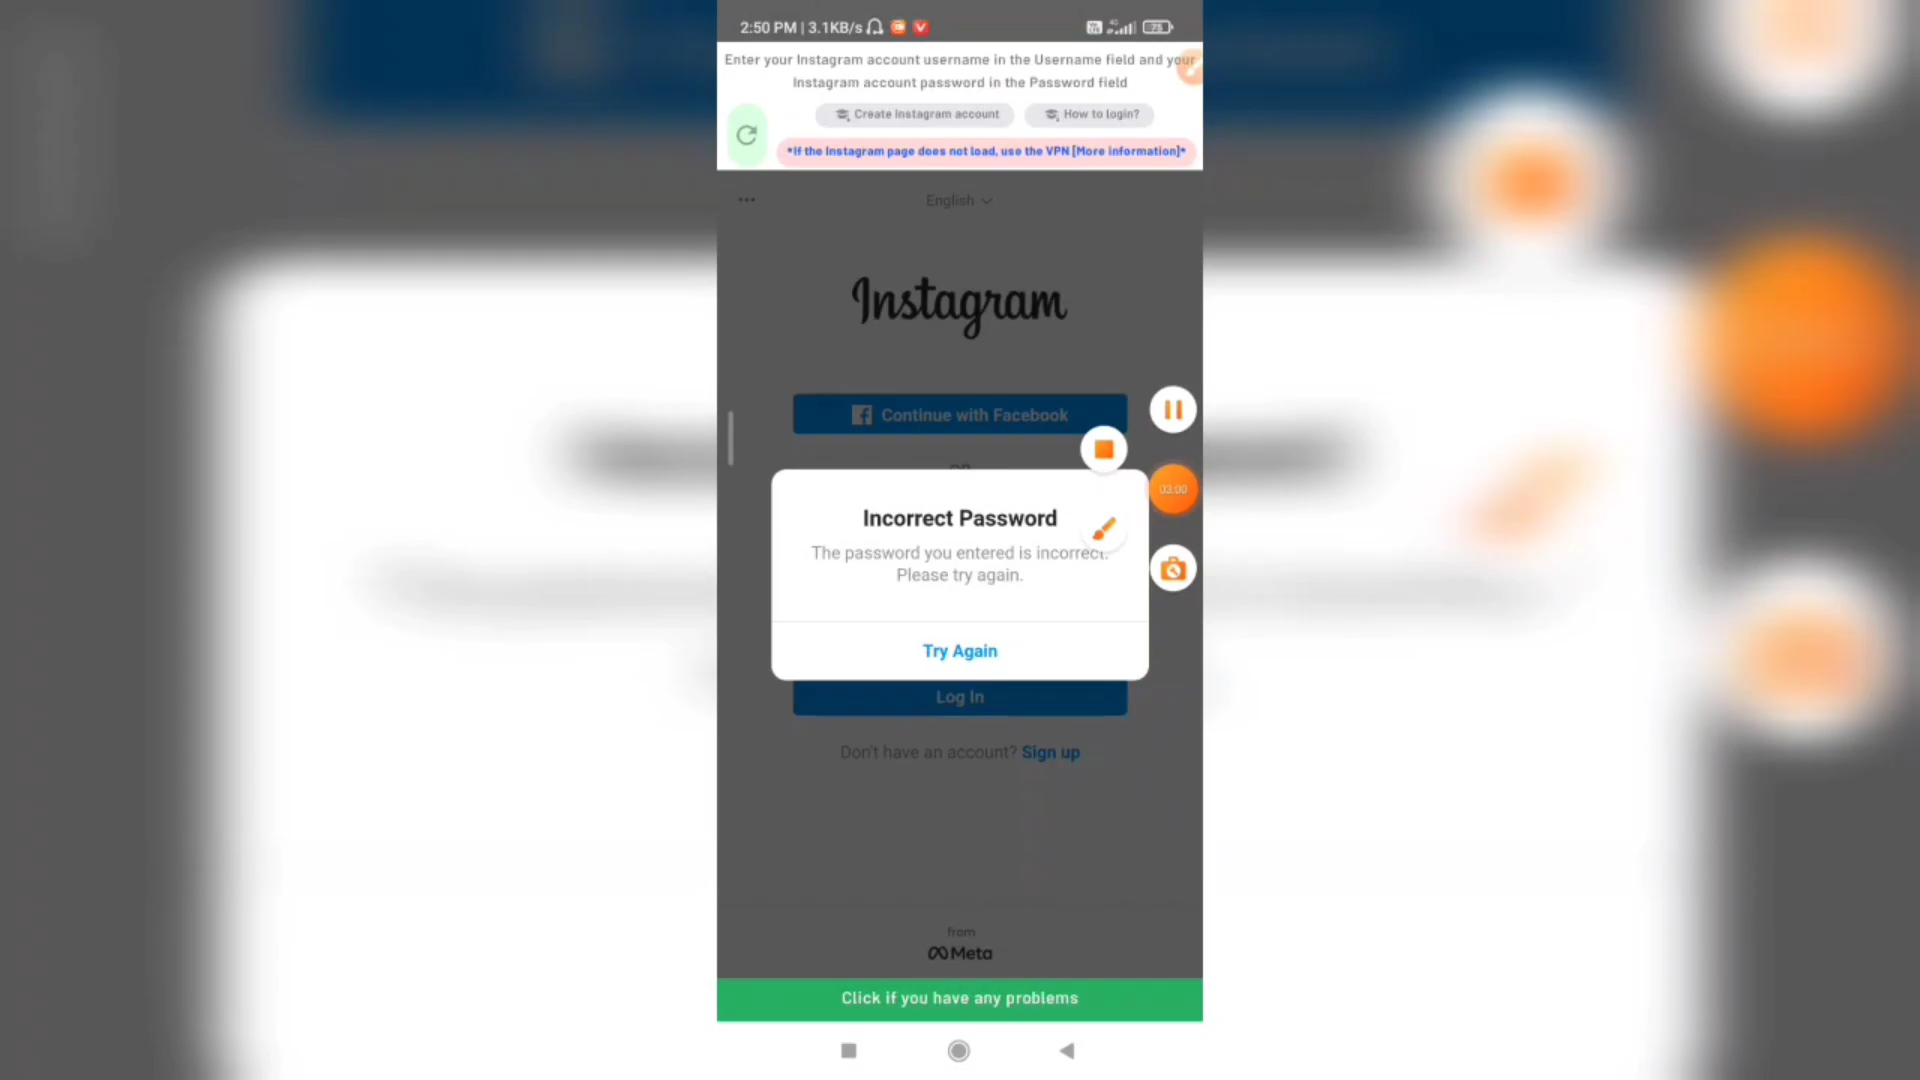 2:50 PM | 3.1KB/s
4G
75
Enter your Instagram account username in the Username field and your
Instagram account password in the Password field
Create Instagram account
How to login?
*If the Instagram page does not load, use the VPN [More information]*
English
Instagram
Continue with Facebook
OR
Incorrect Password
03:00
The password you entered is incorrect.
Please try again.
Try Again
Log In
Don't have an account? Sign up
from
Meta
Click if you have any problems